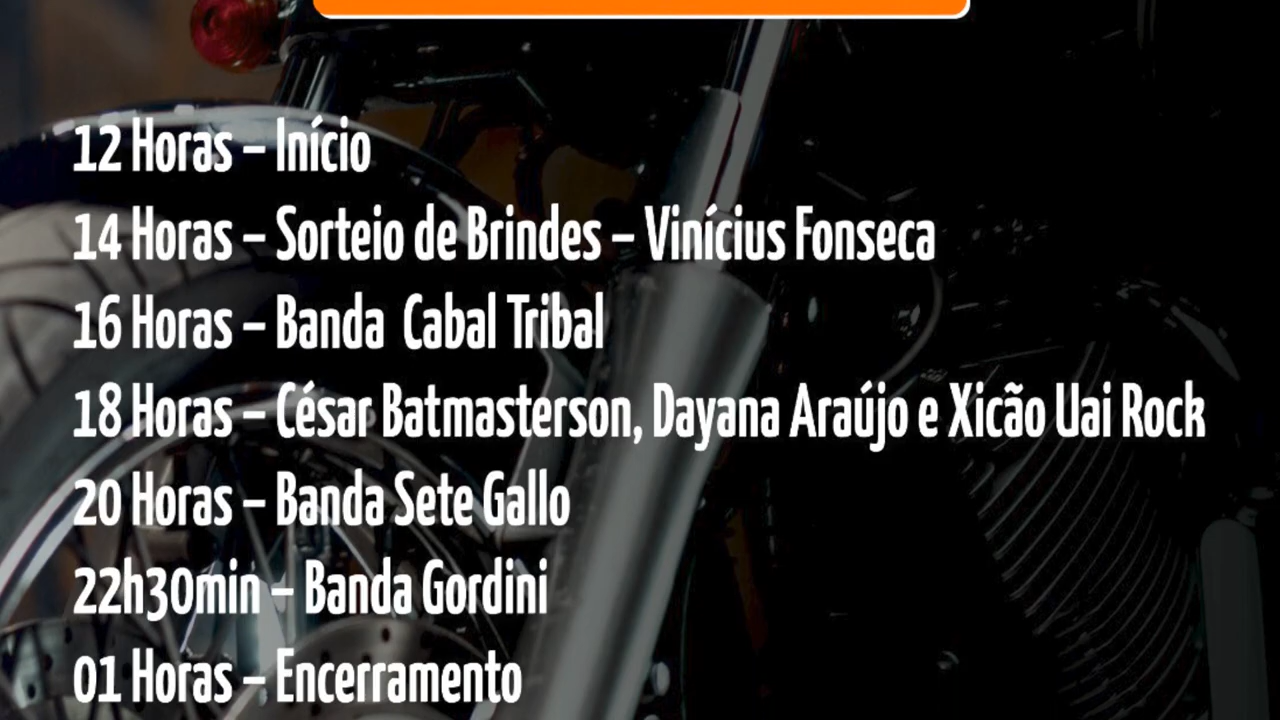 12 Horas – Início
14 Horas – Sorteio de Brindes – Vinícius Fonseca
16 Horas – Banda Cabal Tribal
18 Horas – César Batmasterson, Dayana Araújo e Xicão Uai Rock
20 Horas – Banda Sete Gallo
22h30min – Banda Gordini
01 Horas – Encerramento